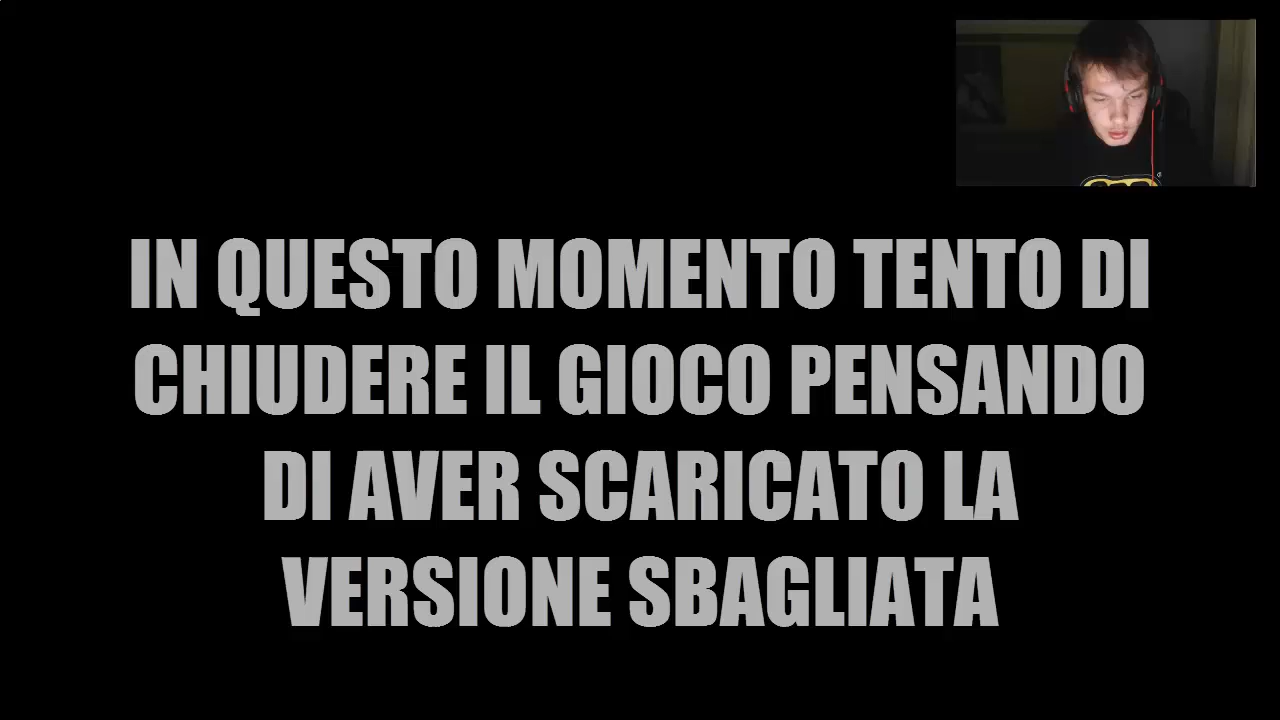 IN QUESTO MOMENTO TENTO DI
CHIUDERE IL GIOCO PENSANDO
DI AVER SCARICATO LA
VERSIONE SBAGLIATA